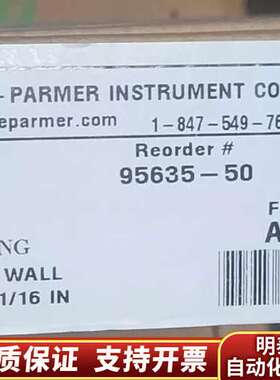 - PARMER INSTRUMENT CO
eparmer.com
1-847-549-76
Reorder #
95635-50
F
A
NG
WALL
1/16 IN
质保证 支持开票
明
自动化